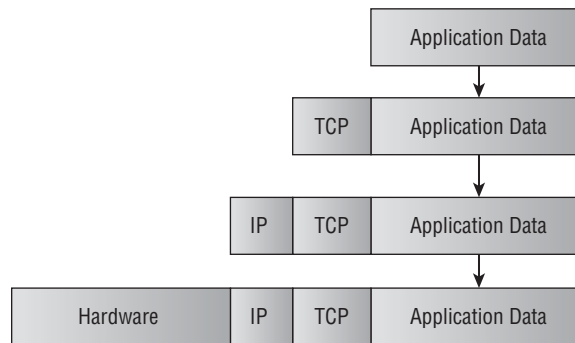 Application Data
TCP Application Data
IP TCP Application Data
Hardware IP TCP Application Data